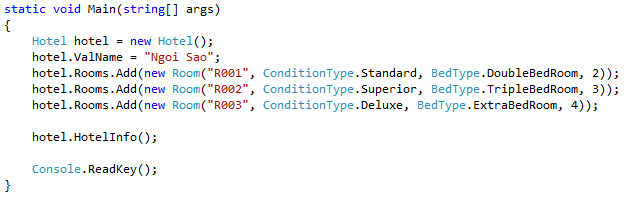 static void Main(string[] args)
{
    Hotel hotel = new Hotel();
    hotel.ValName = "Ngoi Sao";
    hotel.Rooms.Add(new Room("R001", ConditionType.Standard, BedType.DoubleBedRoom, 2));
    hotel.Rooms.Add(new Room("R002", ConditionType.Superior, BedType.TripleBedRoom, 3));
    hotel.Rooms.Add(new Room("R003", ConditionType.Deluxe, BedType.ExtraBedRoom, 4));

    hotel.HotelInfo();

    Console.ReadKey();
}